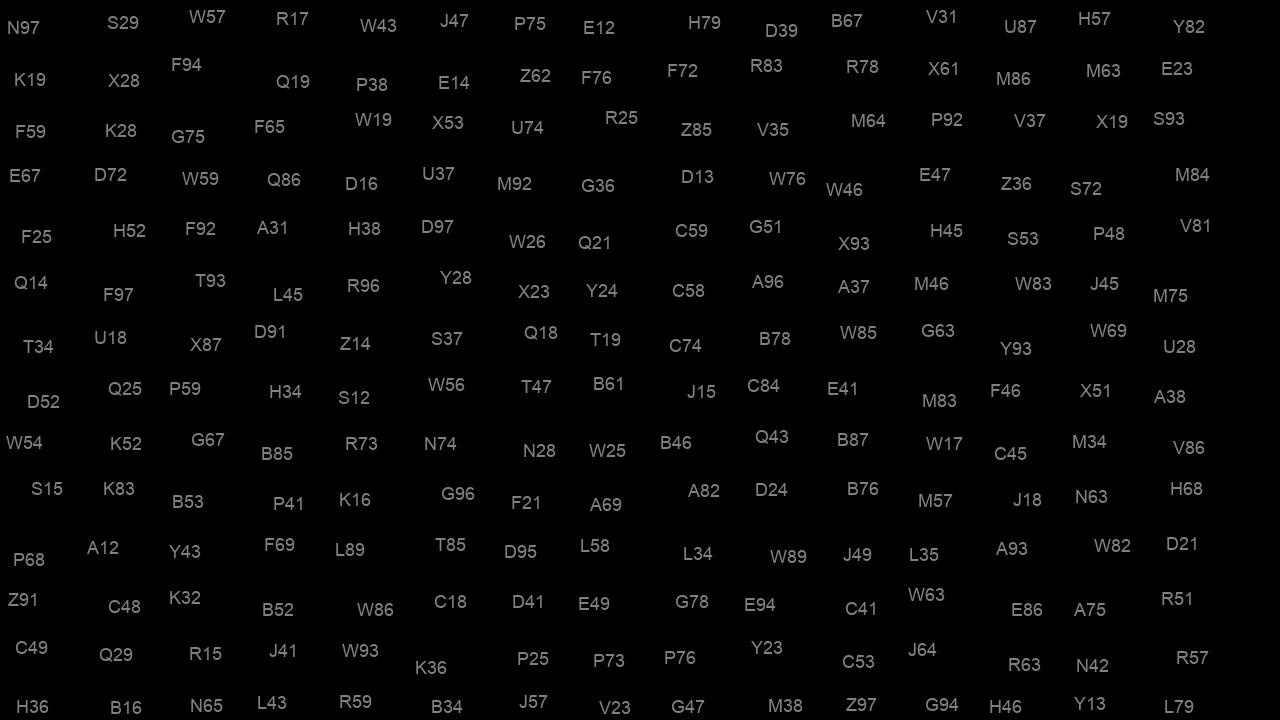 N97 S29 W57 R17 W43 J47 P75 E12 H79 D39 B67 V31 U87 H57 Y82
K19 X28 F94 Q19 P38 E14 Z62 F76 F72 R83 R78 X61 M86 M63 E23
F59 K28 G75 F65 W19 X53 U74 R25 Z85 V35 M64 P92 V37 X19 S93
E67 D72 W59 Q86 D16 U37 M92 G36 D13 W76 W46 E47 Z36 S72 M84
F25 H52 F92 A31 H38 D97 W26 Q21 C59 G51 X93 H45 S53 P48 V81
Q14 F97 T93 L45 R96 Y28 X23 Y24 C58 A96 A37 M46 W83 J45 M75
T34 U18 X87 D91 Z14 S37 Q18 T19 C74 B78 W85 G63 Y93 W69 U28
D52 Q25 P59 H34 S12 W56 T47 B61 J15 C84 E41 M83 F46 X51 A38
W54 K52 G67 B85 R73 N74 N28 W25 B46 Q43 B87 W17 C45 M34 V86
S15 K83 B53 P41 K16 G96 F21 A69 A82 D24 B76 M57 J18 N63 H68
P68 A12 Y43 F69 L89 T85 D95 L58 L34 W89 J49 L35 A93 W82 D21
Z91 C48 K32 B52 W86 C18 D41 E49 G78 E94 C41 W63 E86 A75 R51
C49 Q29 R15 J41 W93 K36 P25 P73 P76 Y23 C53 J64 R63 N42 R57
H36 B16 N65 L43 R59 B34 J57 V23 G47 M38 Z97 G94 H46 Y13 L79